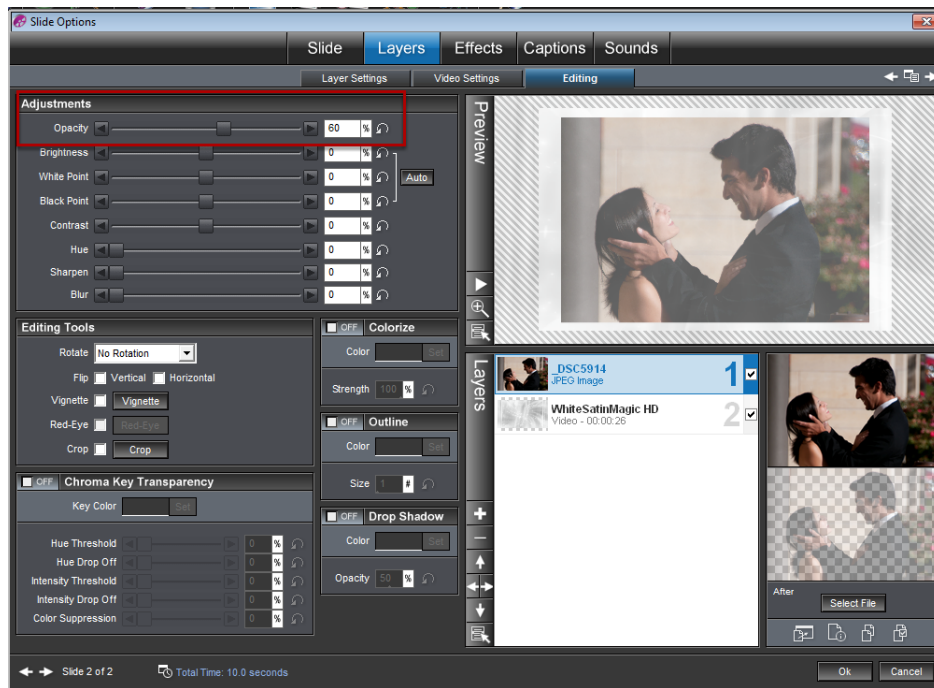 Slide Options
Slide Layers Effects Captions Sounds
Layer Settings Video Settings Editing
Adjustments
Opacity 60 %
Brightness 0 %
White Point 0 % Auto
Black Point 0 %
Contrast 0 %
Hue 0 %
Sharpen 0 %
Blur 0 %
Preview
Editing Tools
Rotate No Rotation
Flip Vertical Horizontal
Vignette Vignette
Red-Eye Red-Eye
Crop Crop
OFF Chroma Key Transparency
Key Color Set
Hue Threshold 0 %
Hue Drop Off 0 %
Intensity Threshold 0 %
Intensity Drop Off 0 %
Color Suppression 0 %
OFF Colorize
Color Set
Strength 100 %
OFF Outline
Color Set
Size 1 #
OFF Drop Shadow
Color Set
Opacity 50 %
Layers
_DSC5914
JPEG Image
1
WhiteSatinMagic HD
Video - 00:00:26
2
After
Select File
Slide 2 of 2 Total Time: 10.0 seconds
Ok Cancel